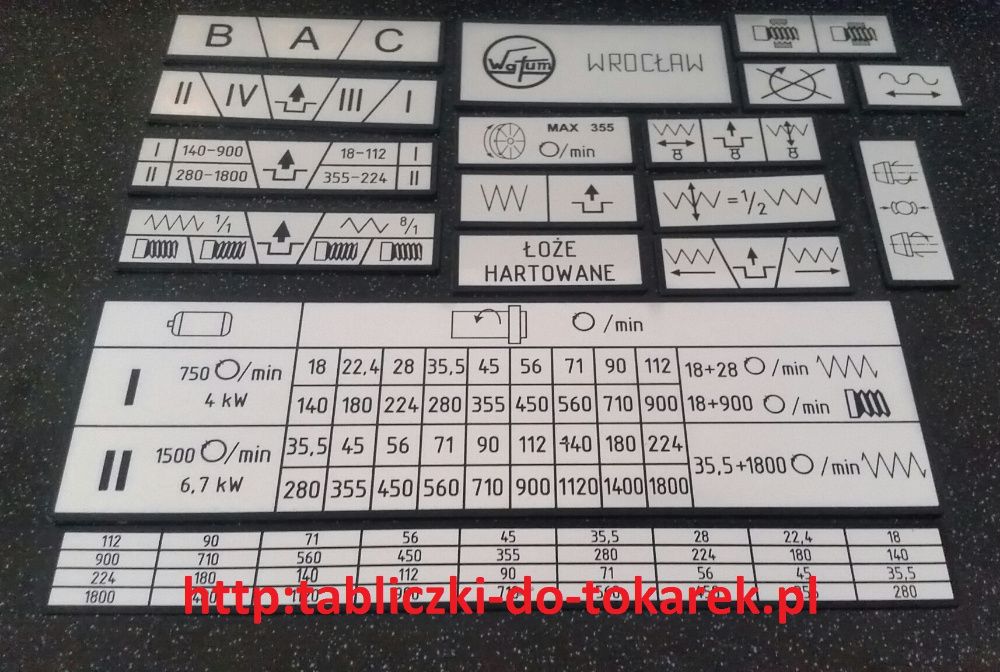 B A C
II IV III I
I 140-900 18-112 I
II 280-1800 355-224 II
1/1 8/1
Wafum WROCŁAW
MAX 355
/min
=1/2
ŁOŻE
HARTOWANE
/min
I 750 /min
4 kW
18 22,4 28 35,5 45 56 71 90 112
140 180 224 280 355 450 560 710 900
18+28 /min
18+900 /min
II 1500 /min
6,7 kW
35,5 45 56 71 90 112 140 180 224
280 355 450 560 710 900 1120 1400 1800
35,5+1800 /min
112 90 71 56 45 35,5 28 22,4 18
900 710 560 450 355 280 224 180 140
224 180 140 112 90 71 56 45 35,5
1800 280
http:tabliczki-do-tokarek.pl